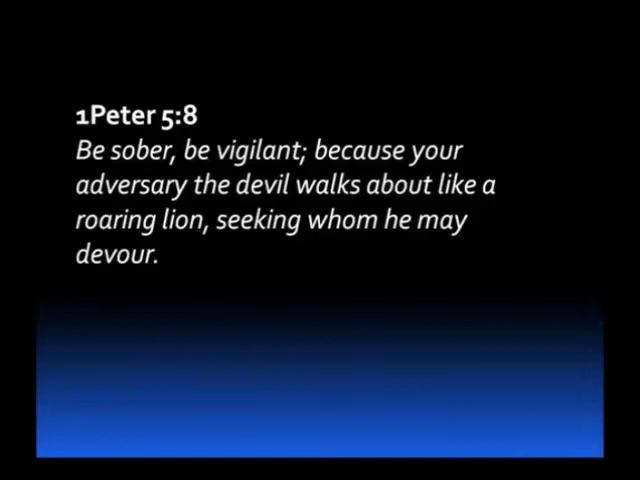 1Peter 5:8
Be sober, be vigilant; because your
adversary the devil walks about like a
roaring lion, seeking whom he may
devour.